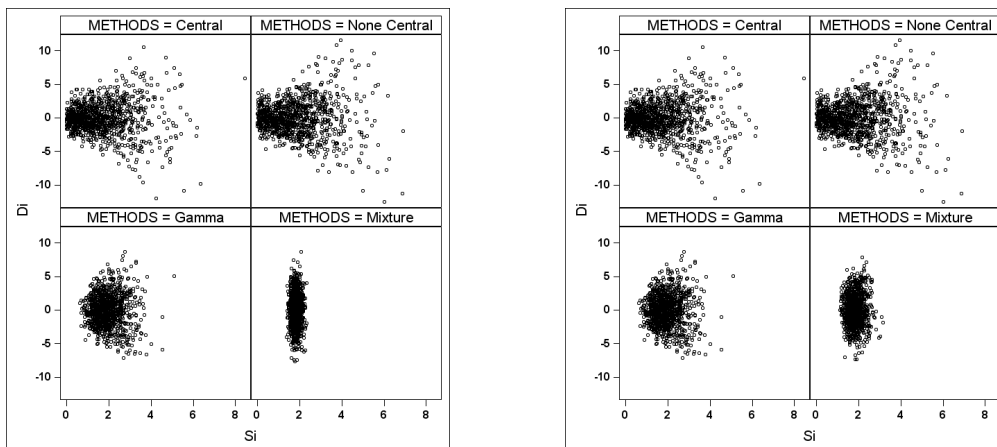 METHODS = Central
METHODS = None Central
10
5
0
-5
-10
METHODS = Gamma
METHODS = Mixture
10
5
0
-5
-10
Di
0 2 4 6 8
0 2 4 6 8
Si
METHODS = Central
METHODS = None Central
10
5
0
-5
-10
METHODS = Gamma
METHODS = Mixture
10
5
0
-5
-10
Di
0 2 4 6 8
0 2 4 6 8
Si